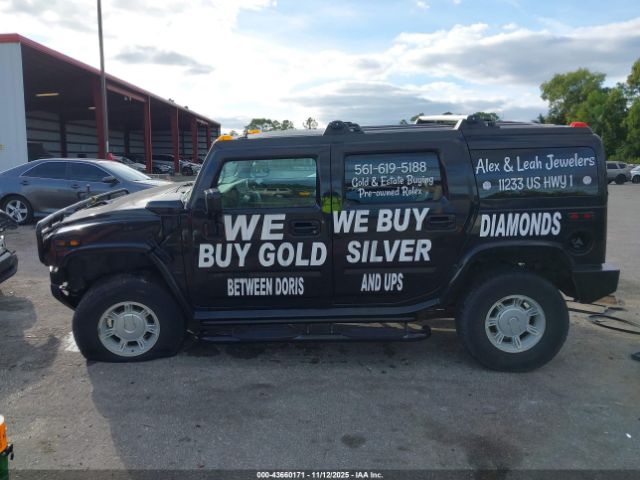 561-619-5188
Gold & Estate Buying
Pre-owned Rolex
Alex & Leah Jewelers
11233 US HWY 1
WE
BUY GOLD
BETWEEN DORIS
WE BUY
SILVER
AND UPS
DIAMONDS
000-43660171 - 11/12/2025 - IAA